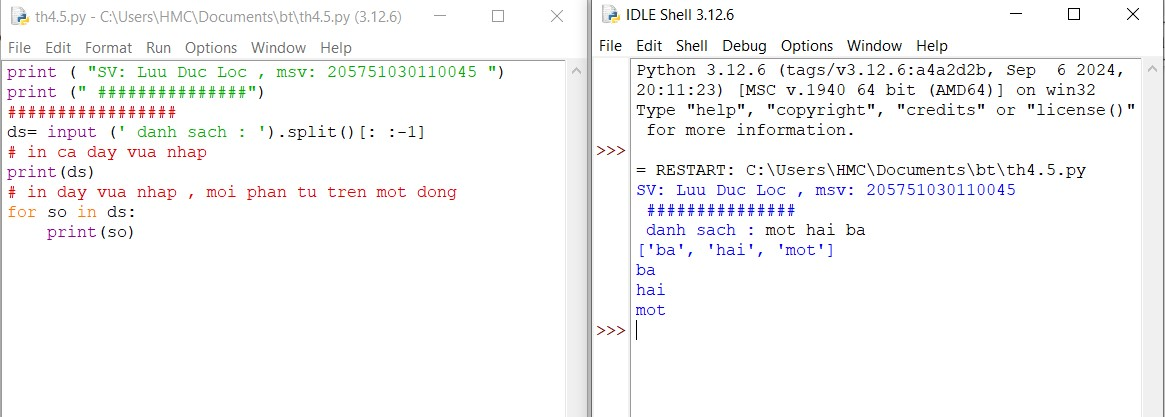 th4.5.py - C:\Users\HMC\Documents\bt\th4.5.py (3.12.6)
File Edit Format Run Options Window Help
print ( "SV: Luu Duc Loc , msv: 205751030110045 ")
print (" ###############")
#################
ds= input (' danh sach : ').split()[: :-1]
# in ca day vua nhap
print(ds)
# in day vua nhap , moi phan tu tren mot dong
for so in ds:
    print(so)
IDLE Shell 3.12.6
File Edit Shell Debug Options Window Help
Python 3.12.6 (tags/v3.12.6:a4a2d2b, Sep  6 2024,
20:11:23) [MSC v.1940 64 bit (AMD64)] on win32
Type "help", "copyright", "credits" or "license()"
 for more information.
>>>
= RESTART: C:\Users\HMC\Documents\bt\th4.5.py
SV: Luu Duc Loc , msv: 205751030110045
 ###############
 danh sach : mot hai ba
['ba', 'hai', 'mot']
ba
hai
mot
>>>